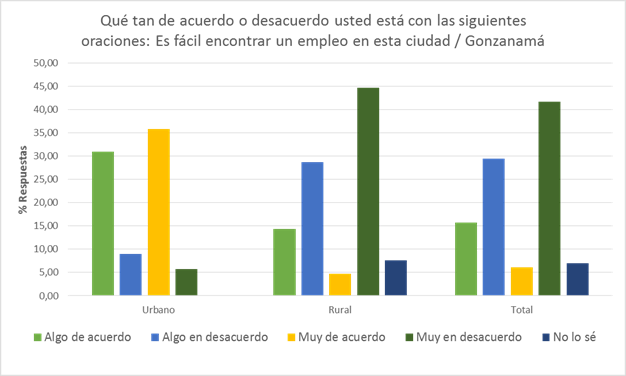 Qué tan de acuerdo o desacuerdo usted está con las siguientes
oraciones: Es fácil encontrar un empleo en esta ciudad / Gonzanamá
50,00
45,00
40,00
35,00
30,00
25,00
20,00
15,00
10,00
5,00
0,00
% Respuestas
Urbano Rural Total
Algo de acuerdo Algo en desacuerdo Muy de acuerdo Muy en desacuerdo No lo sé